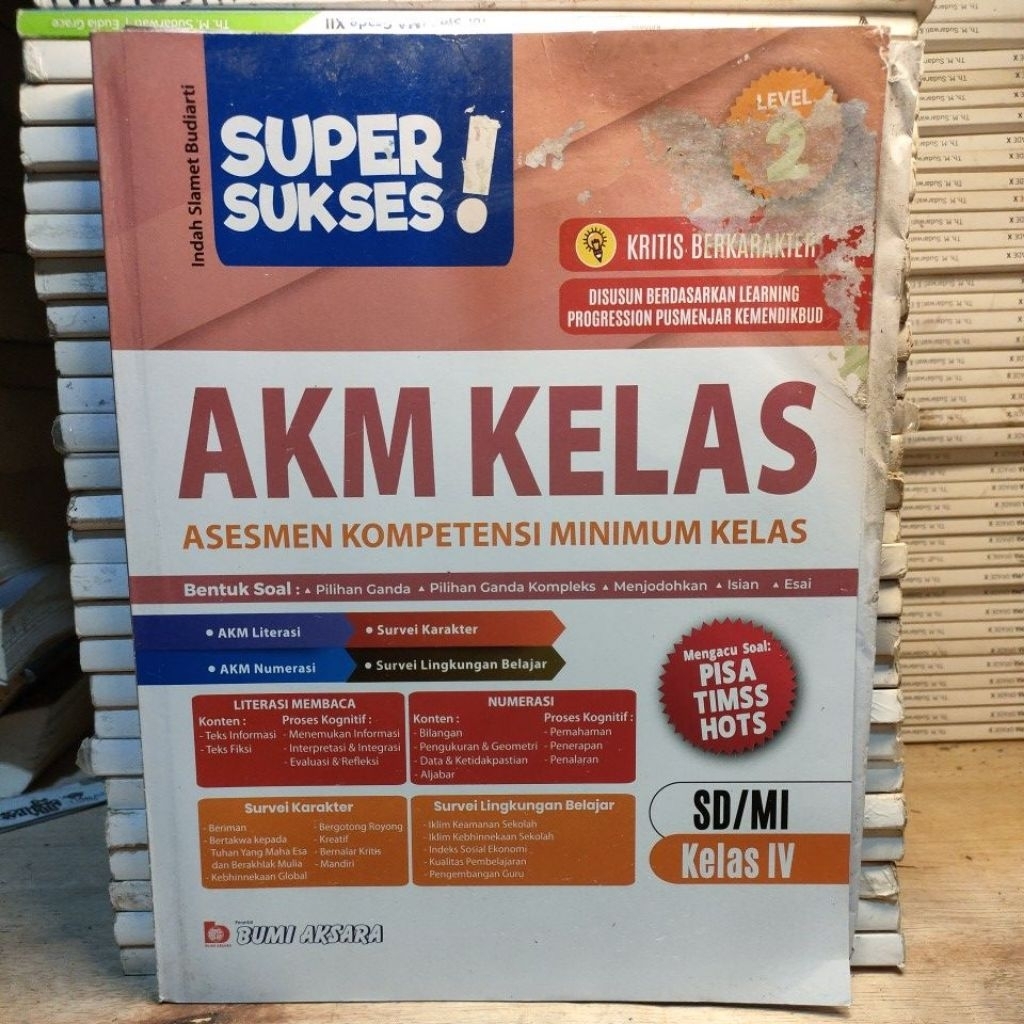 Th. M. Sudarwati | Eudia Grace
Indah Slamet Budiarti
SUPER
SUKSES!
LEVEL
2
KRITIS BERKARAKTER
DISUSUN BERDASARKAN LEARNING
PROGRESSION PUSMENJAR KEMENDIKBUD
AKM KELAS
ASESMEN KOMPETENSI MINIMUM KELAS
Bentuk Soal : ▲ Pilihan Ganda ▲ Pilihan Ganda Kompleks ▲ Menjodohkan ▲ Isian ▲ Esai
• AKM Literasi
• Survei Karakter
• AKM Numerasi
• Survei Lingkungan Belajar
Mengacu Soal:
PISA
TIMSS
HOTS
LITERASI MEMBACA
Konten :
- Teks Informasi
- Teks Fiksi
Proses Kognitif :
- Menemukan Informasi
- Interpretasi & Integrasi
- Evaluasi & Refleksi
NUMERASI
Konten :
- Bilangan
- Pengukuran & Geometri
- Data & Ketidakpastian
- Aljabar
Proses Kognitif :
- Pemahaman
- Penerapan
- Penalaran
Survei Karakter
- Beriman
- Bertakwa kepada
Tuhan Yang Maha Esa
dan Berakhlak Mulia
- Kebhinnekaan Global
- Bergotong Royong
- Kreatif
- Bernalar Kritis
- Mandiri
Survei Lingkungan Belajar
- Iklim Keamanan Sekolah
- Iklim Kebhinnekaan Sekolah
- Indeks Sosial Ekonomi
- Kualitas Pembelajaran
- Pengembangan Guru
SD/MI
Kelas IV
Penerbit
BUMI AKSARA